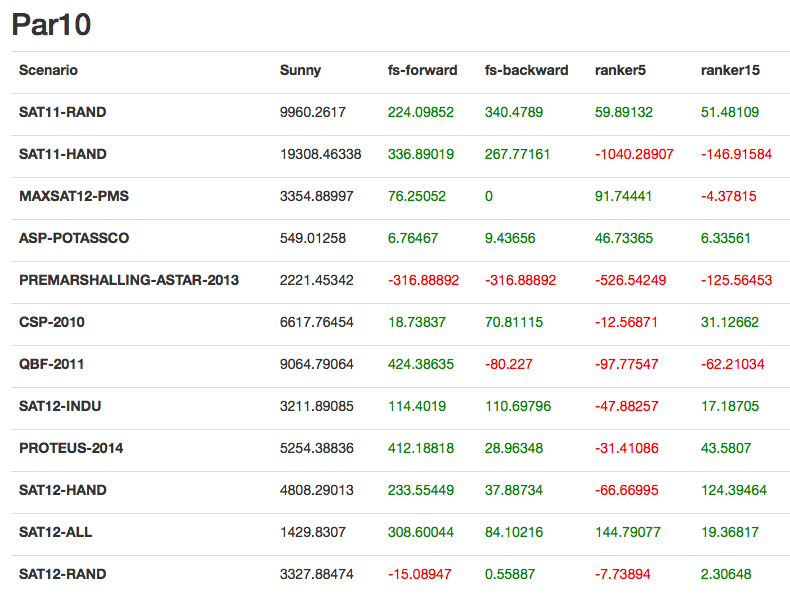 Par10
Scenario Sunny fs-forward fs-backward ranker5 ranker15
SAT11-RAND 9960.2617 224.09852 340.4789 59.89132 51.48109
SAT11-HAND 19308.46338 336.89019 267.77161 -1040.28907 -146.91584
MAXSAT12-PMS 3354.88997 76.25052 0 91.74441 -4.37815
ASP-POTASSCO 549.01258 6.76467 9.43656 46.73365 6.33561
PREMARSHALLING-ASTAR-2013 2221.45342 -316.88892 -316.88892 -526.54249 -125.56453
CSP-2010 6617.76454 18.73837 70.81115 -12.56871 31.12662
QBF-2011 9064.79064 424.38635 -80.227 -97.77547 -62.21034
SAT12-INDU 3211.89085 114.4019 110.69796 -47.88257 17.18705
PROTEUS-2014 5254.38836 412.18818 28.96348 -31.41086 43.5807
SAT12-HAND 4808.29013 233.55449 37.88734 -66.66995 124.39464
SAT12-ALL 1429.8307 308.60044 84.10216 144.79077 19.36817
SAT12-RAND 3327.88474 -15.08947 0.55887 -7.73894 2.30648